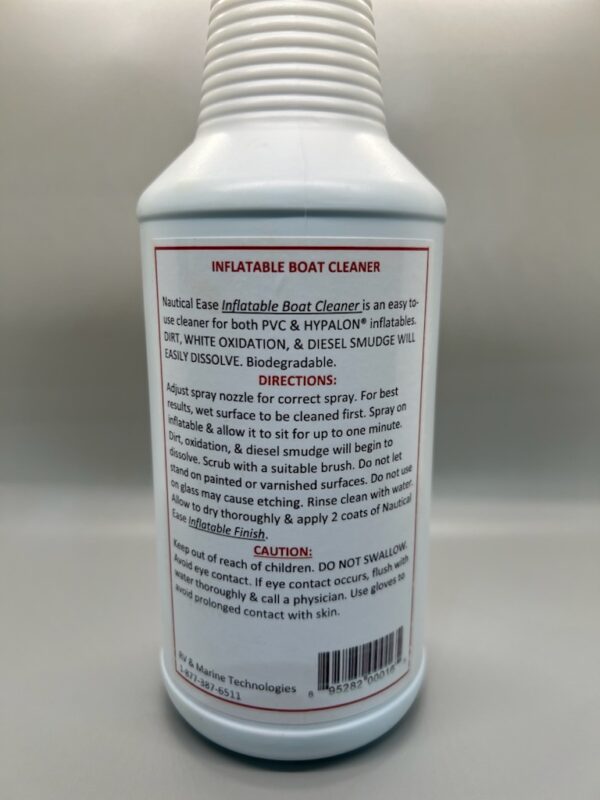 INFLATABLE BOAT CLEANER
Nautical Ease Inflatable Boat Cleaner is an easy to-
use cleaner for both PVC & HYPALON® inflatables.
DIRT, WHITE OXIDATION, & DIESEL SMUDGE WILL
EASILY DISSOLVE. Biodegradable.
DIRECTIONS:
Adjust spray nozzle for correct spray. For best
results, wet surface to be cleaned first. Spray on
inflatable & allow it to sit for up to one minute.
Dirt, oxidation, & diesel smudge will begin to
dissolve. Scrub with a suitable brush. Do not let
stand on painted or varnished surfaces. Do not use
on glass may cause etching. Rinse clean with water.
Allow to dry thoroughly & apply 2 coats of Nautical
Ease Inflatable Finish.
CAUTION:
Keep out of reach of children. DO NOT SWALLOW.
Avoid eye contact. If eye contact occurs, flush with
water thoroughly & call a physician. Use gloves to
avoid prolonged contact with skin.
RV & Marine Technologies
1-877-387-6511
8 95282 00016